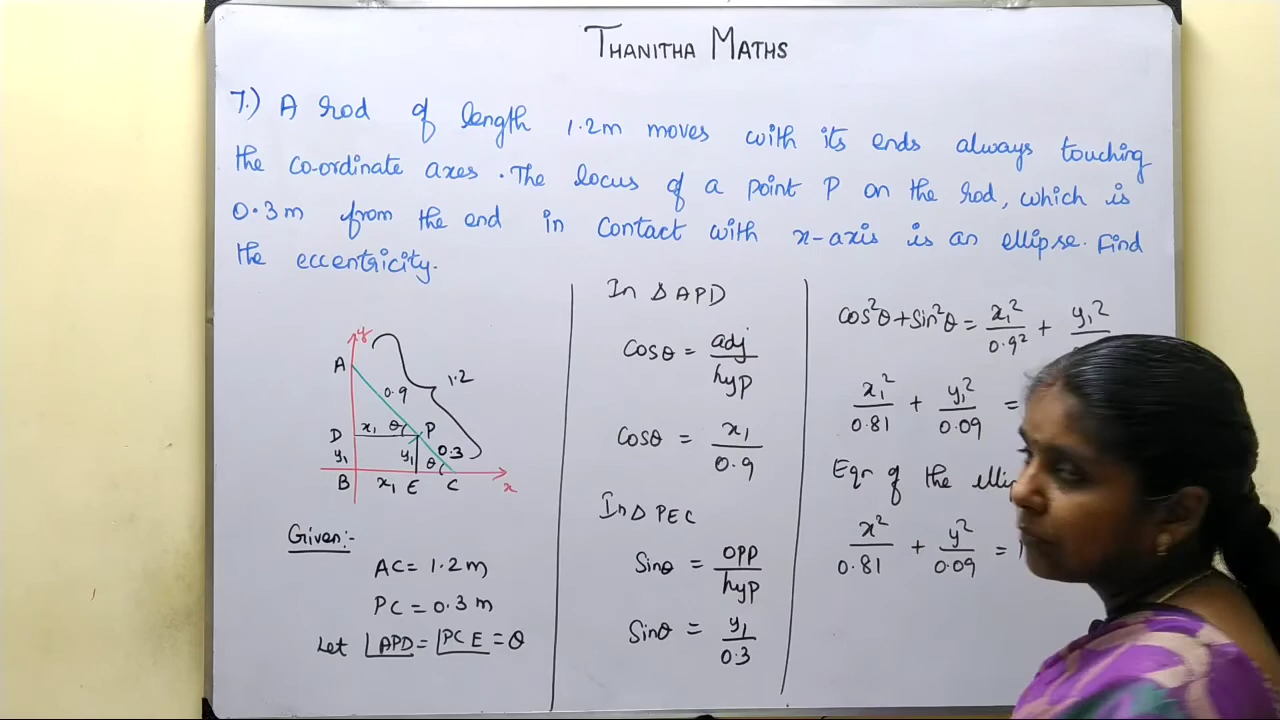 THANITHA MATHS
7.) A rod of length 1.2m moves with its ends always touching
the co-ordinate axes. The locus of a point P on the rod, which is
0.3m from the end in contact with x-axis is an ellipse. Find
the eccentricity.
y
A
0.9
1.2
D x₁ θ P
y₁ y₁ 0.3
θ
B x₁ E C x
Given:-
AC = 1.2m
PC = 0.3 m
Let ∠APD = ∠PCE = θ
In Δ APD
Cosθ = adj/hyp
Cosθ = x₁/0.9
In Δ PEC
Sinθ = opp/hyp
Sinθ = y₁/0.3
cos²θ + sin²θ = x₁²/0.9² + y₁²
x₁²/0.81 + y₁²/0.09 =
Eqn of the
x²/0.81 + y²/0.09 =